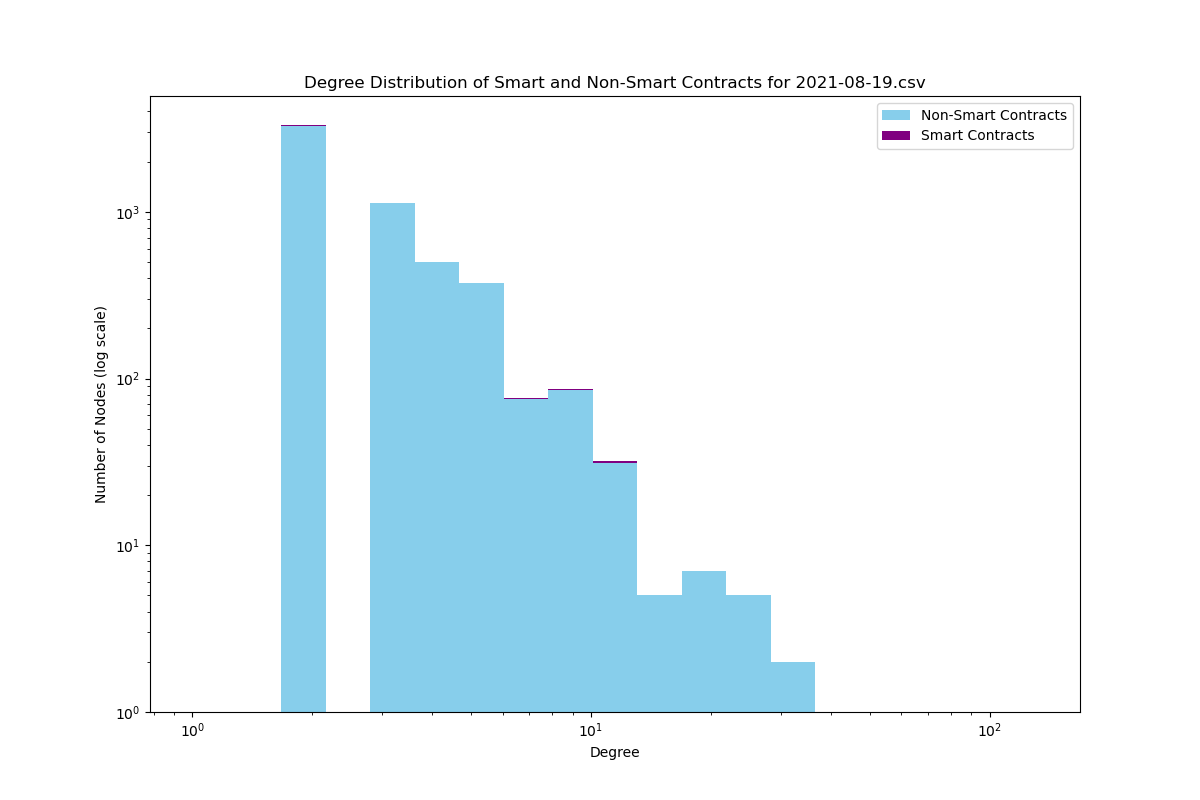 Degree Distribution of Smart and Non-Smart Contracts for 2021-08-19.csv
Non-Smart Contracts
Smart Contracts
Number of Nodes (log scale)
10³
10²
10¹
10⁰
10⁰ 10¹ 10²
Degree